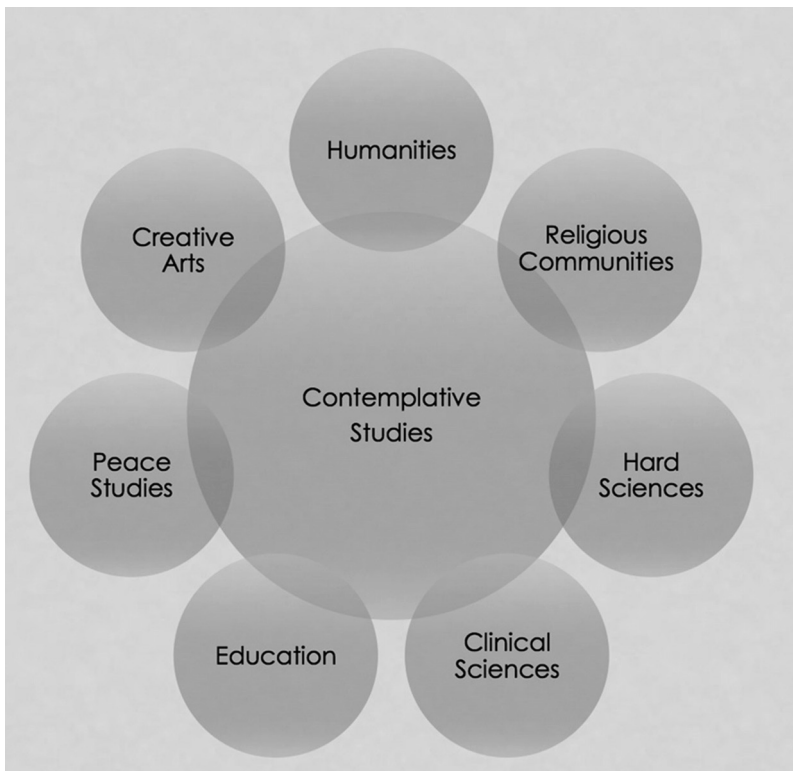 Humanities
Creative
Arts
Religious
Communities
Contemplative
Studies
Peace
Studies
Hard
Sciences
Education
Clinical
Sciences